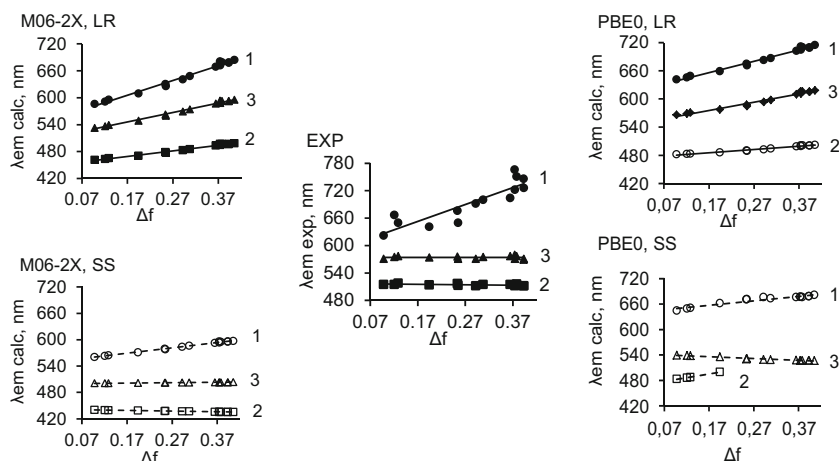 M06-2X, LR
λem calc, nm
720
660
600
540
480
420
1
3
2
0.07 0.17 0.27 0.37
Δf
M06-2X, SS
λem calc, nm
720
660
600
540
480
420
1
3
2
0.07 0.17 0.27 0.37
Δf
EXP
λem exp, nm
780
720
660
600
540
480
1
3
2
0.07 0.17 0.27 0.37
Δf
PBE0, LR
λem calc, nm
720
660
600
540
480
420
1
3
2
0,07 0,17 0,27 0,37
Δf
PBE0, SS
λem calc, nm
720
660
600
540
480
420
1
3
2
0,07 0,17 0,27 0,37
Δf